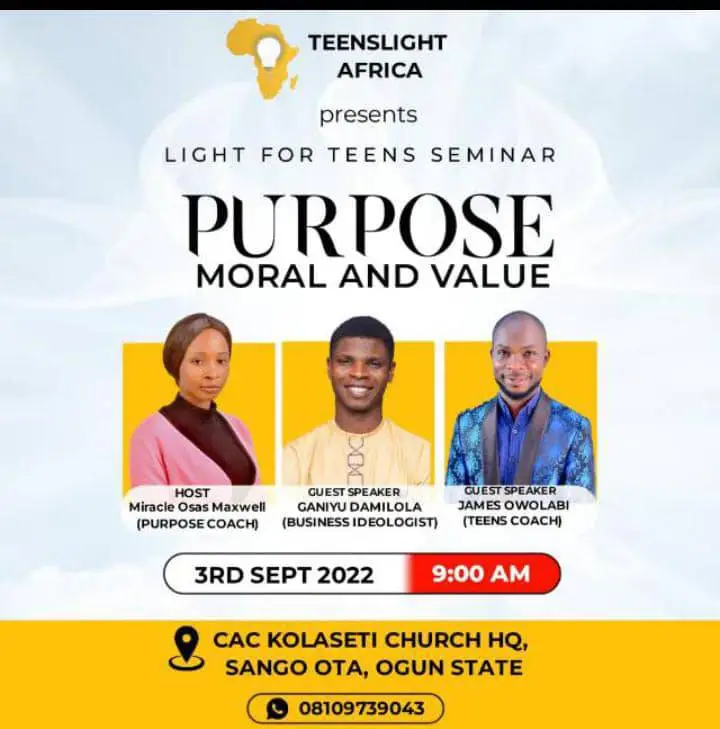 TEENSLIGHT
AFRICA
presents
LIGHT FOR TEENS SEMINAR
PURPOSE
MORAL AND VALUE
HOST
Miracle Osas Maxwell
(PURPOSE COACH)
GUEST SPEAKER
GANIYU DAMILOLA
(BUSINESS IDEOLOGIST)
GUEST SPEAKER
JAMES OWOLABI
(TEENS COACH)
3RD SEPT 2022
9:00 AM
CAC KOLASETI CHURCH HQ,
SANGO OTA, OGUN STATE
08109739043